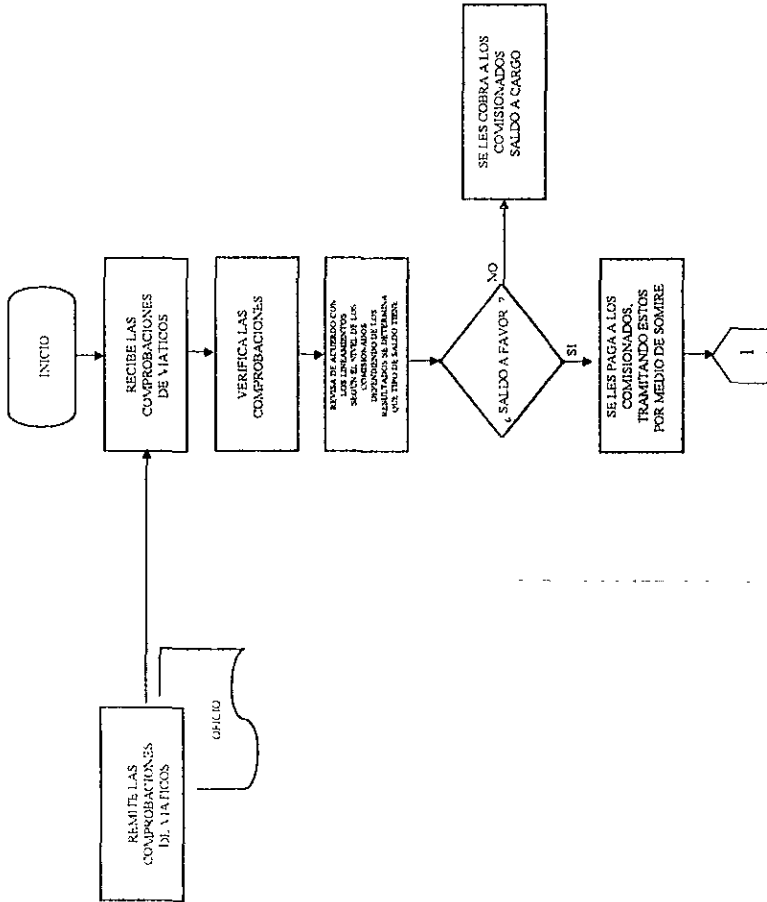 INICIO
REMITE LAS
COMPROBACIONES
DE VIATICOS
OFICIO
RECIBE LAS
COMPROBACIONES
DE VIATICOS
VERIFICA LAS
COMPROBACIONES
REVISA DE ACUERDO CON
LOS LINEAMIENTOS
SEGUN EL NIVEL DE LOS
COMISIONADOS
DEPENDIENDO DE LOS
RESULTADOS SE DETERMINA
QUE TIPO DE SALDO TIENE
¿ SALDO A FAVOR ?
NO
SE LES COBRA A LOS
COMISIONADOS
SALDO A CARGO
SI
SE LES PAGA A LOS
COMISIONADOS,
TRAMITANDO ESTOS
POR MEDIO DE SOMIRE
1